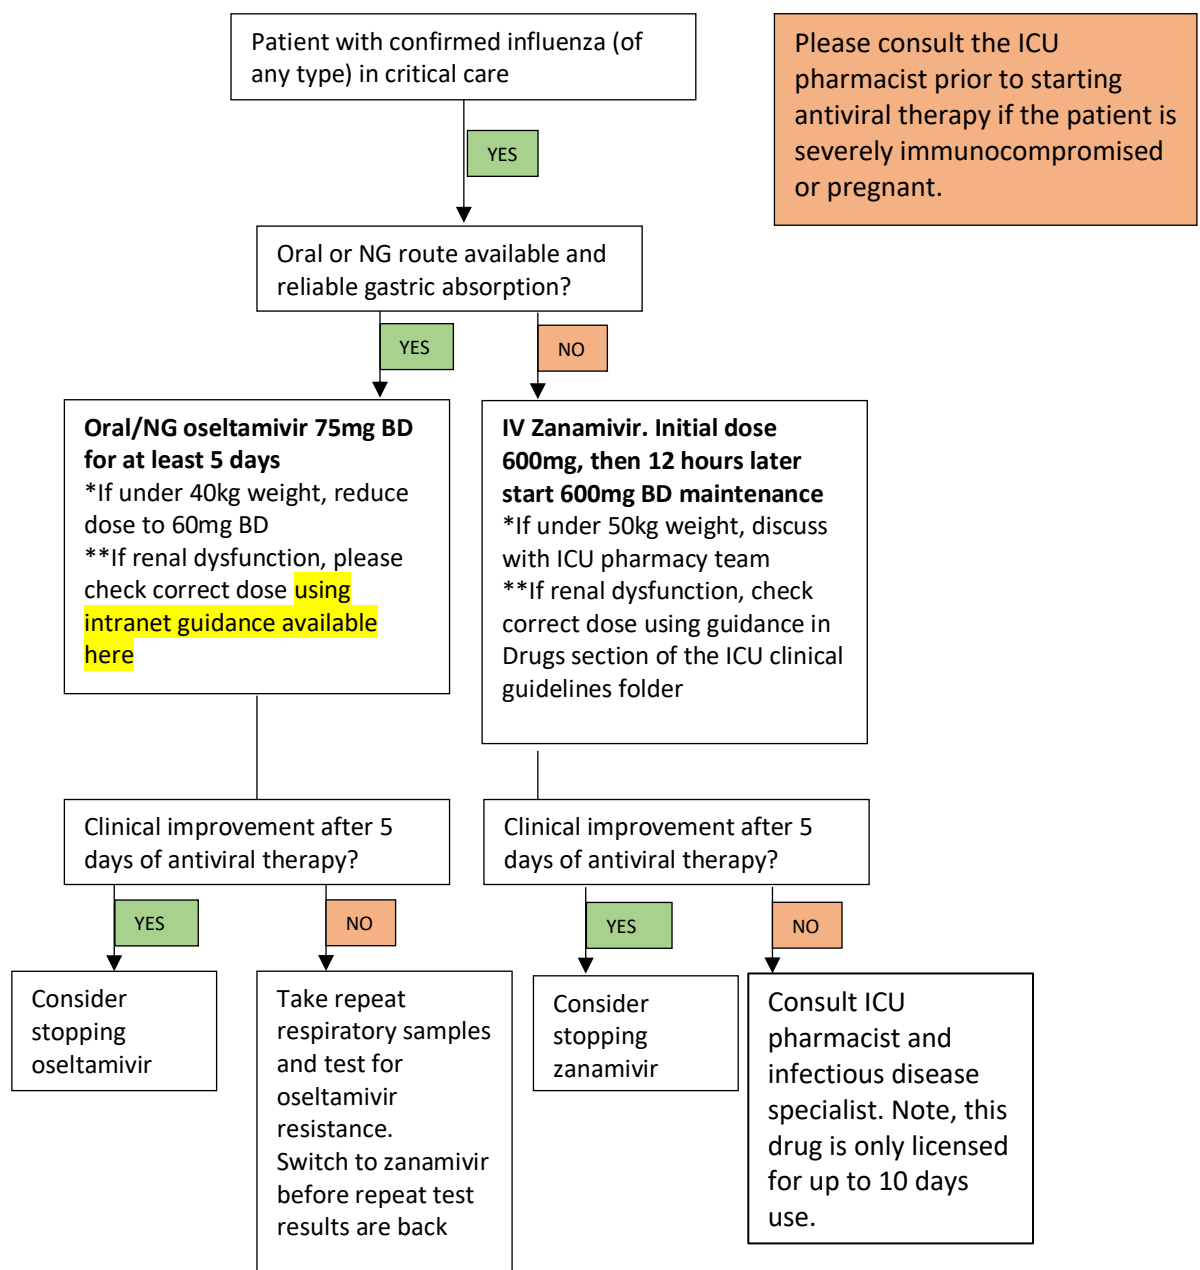 Patient with confirmed influenza (of
any type) in critical care
Please consult the ICU
pharmacist prior to starting
antiviral therapy if the patient is
severely immunocompromised
or pregnant.
YES
Oral or NG route available and
reliable gastric absorption?
YES
NO
Oral/NG oseltamivir 75mg BD
for at least 5 days
*If under 40kg weight, reduce
dose to 60mg BD
**If renal dysfunction, please
check correct dose using
intranet guidance available
here
IV Zanamivir. Initial dose
600mg, then 12 hours later
start 600mg BD maintenance
*If under 50kg weight, discuss
with ICU pharmacy team
**If renal dysfunction, check
correct dose using guidance in
Drugs section of the ICU clinical
guidelines folder
Clinical improvement after 5
days of antiviral therapy?
Clinical improvement after 5
days of antiviral therapy?
YES
NO
YES
NO
Consider
stopping
oseltamivir
Take repeat
respiratory samples
and test for
oseltamivir
resistance.
Switch to zanamivir
before repeat test
results are back
Consider
stopping
zanamivir
Consult ICU
pharmacist and
infectious disease
specialist. Note, this
drug is only licensed
for up to 10 days
use.